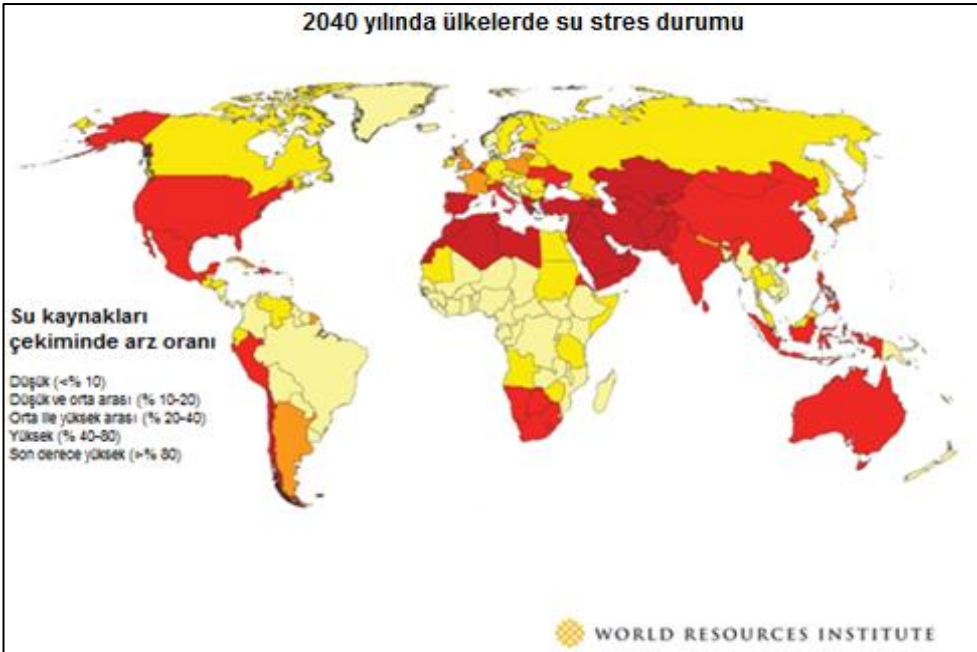 2040 yılında ülkelerde su stres durumu
Su kaynakları
çekiminde arz oranı
Düşük (<% 10)
Düşük ve orta arası (% 10-20)
Orta ile yüksek arası (% 20-40)
Yüksek (% 40-80)
Son derece yüksek (>% 80)
WORLD RESOURCES INSTITUTE